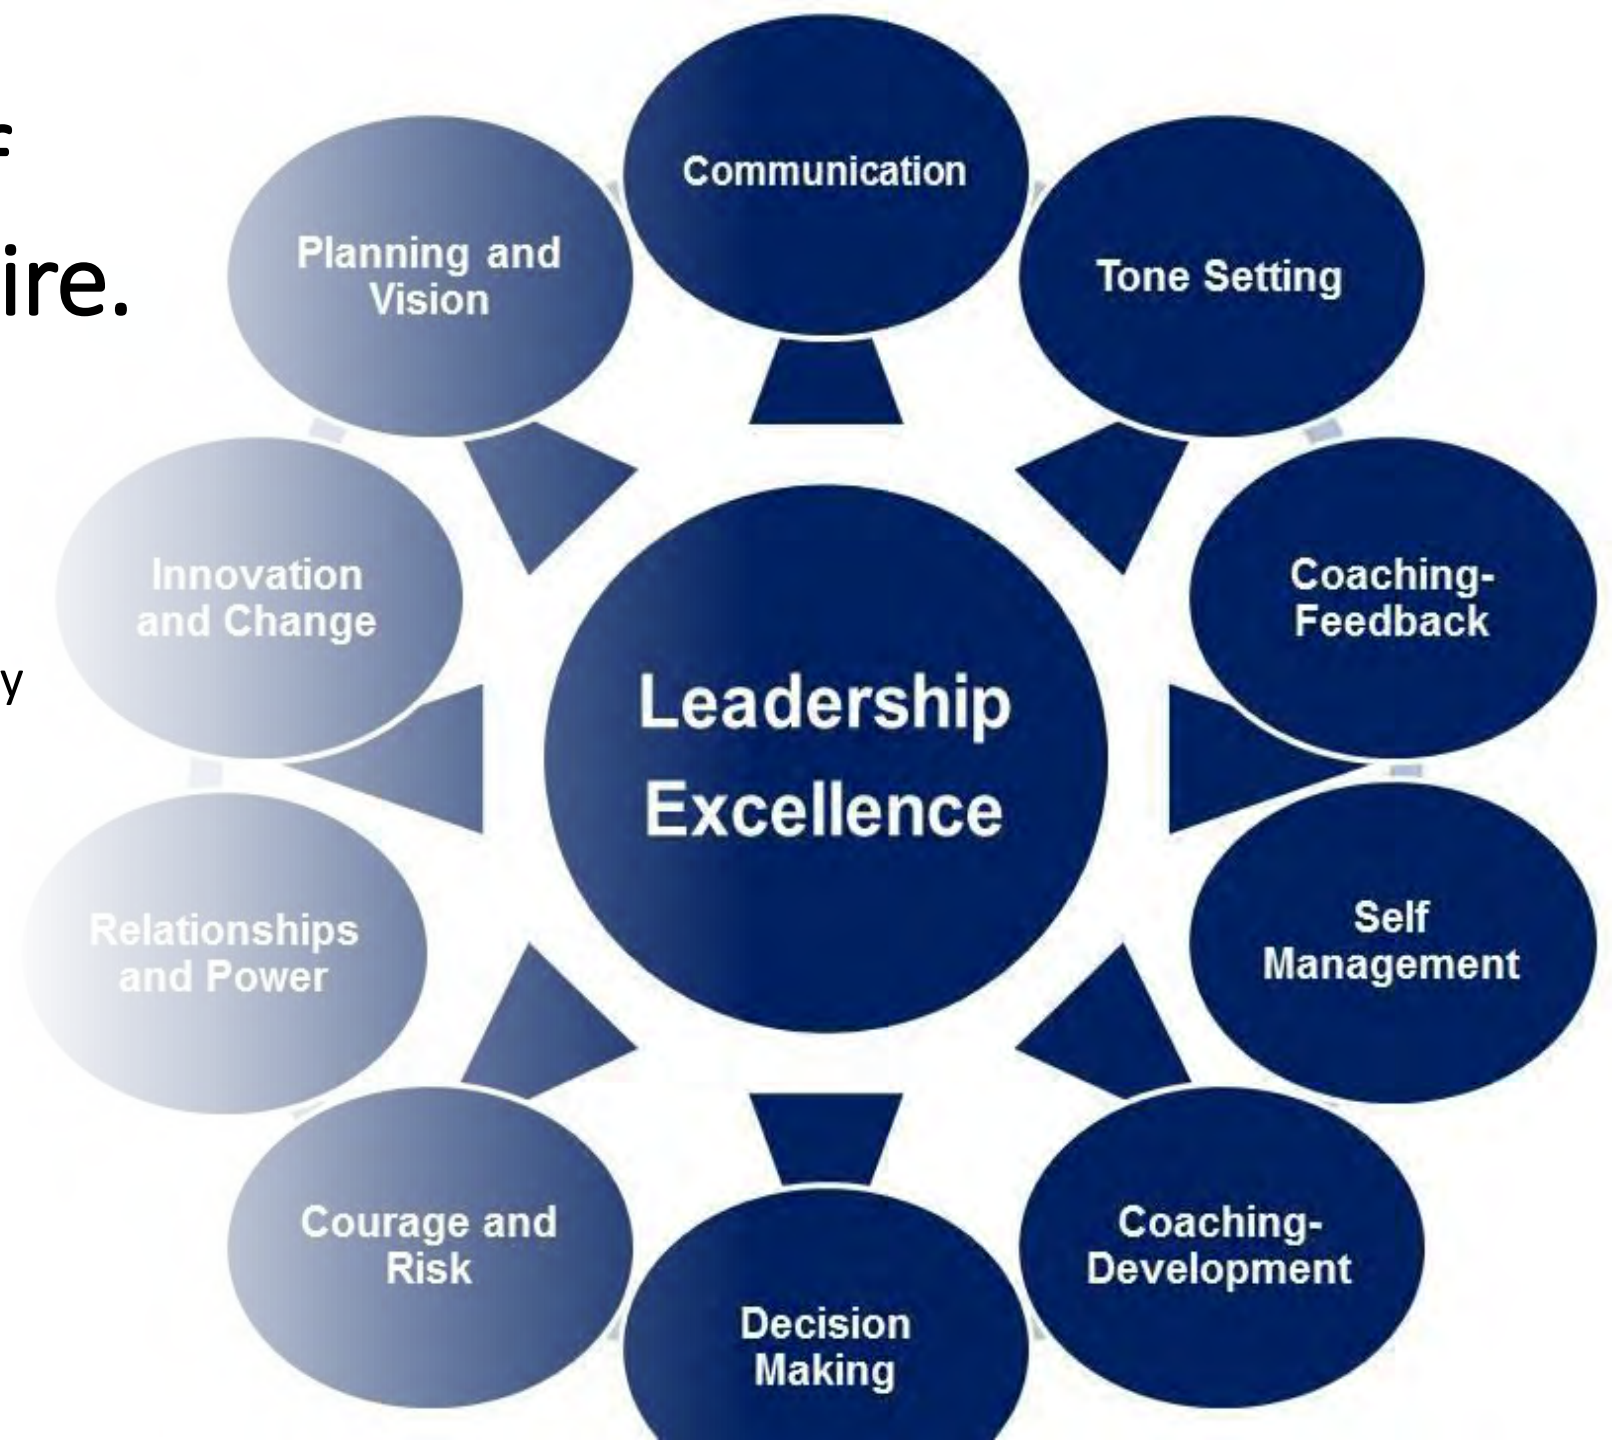 f
ire.
y
Communication
Planning and
Vision
Tone Setting
Innovation
and Change
Coaching-
Feedback
Leadership
Excellence
Relationships
and Power
Self
Management
Courage and
Risk
Coaching-
Development
Decision
Making